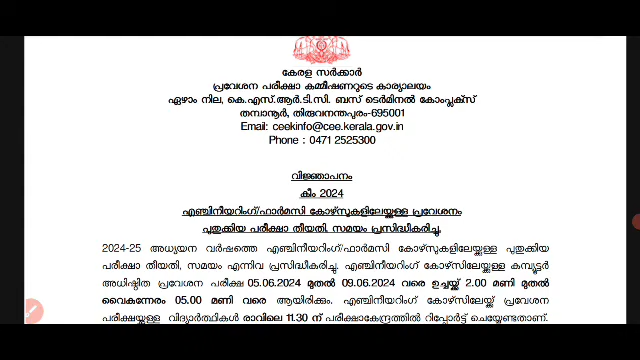 കേരള സർക്കാർ
പ്രവേശന പരീക്ഷാ കമ്മീഷണറുടെ കാര്യാലയം
ഏഴാം നില, കെ.എസ്.ആർ.ടി.സി. ബസ് ടെർമിനൽ കോംപ്ലക്സ്
തമ്പാനൂർ, തിരുവനന്തപുരം-695001
Email: ceekinfo@cee.kerala.gov.in
Phone : 0471 2525300
വിജ്ഞാപനം
കീം 2024
എഞ്ചിനീയറിംഗ്/ഫാർമസി കോഴ്സുകളിലേയ്ക്കുള്ള പ്രവേശനം
പുതുക്കിയ പരീക്ഷാ തീയതി, സമയം പ്രസിദ്ധീകരിച്ചു.
2024-25 അധ്യയന വർഷത്തെ എഞ്ചിനീയറിംഗ്/ഫാർമസി കോഴ്സുകളിലേയ്ക്കുള്ള പുതുക്കിയ
പരീക്ഷാ തീയതി, സമയം എന്നിവ പ്രസിദ്ധീകരിച്ചു. എഞ്ചിനീയറിംഗ് കോഴ്സിലേയ്ക്കുള്ള കമ്പ്യൂട്ടർ
അധിഷ്ഠിത പ്രവേശന പരീക്ഷ 05.06.2024 മുതൽ 09.06.2024 വരെ ഉച്ചയ്ക്ക് 2.00 മണി മുതൽ
വൈകുന്നേരം 05.00 മണി വരെ ആയിരിക്കും. എഞ്ചിനീയറിംഗ് കോഴ്സിലേയ്ക്ക് പ്രവേശന
പരീക്ഷയ്ക്കുള്ള വിദ്യാർത്ഥികൾ രാവിലെ 11.30 ന് പരീക്ഷാകേന്ദ്രത്തിൽ റിപ്പോർട്ട് ചെയ്യേണ്ടതാണ്.